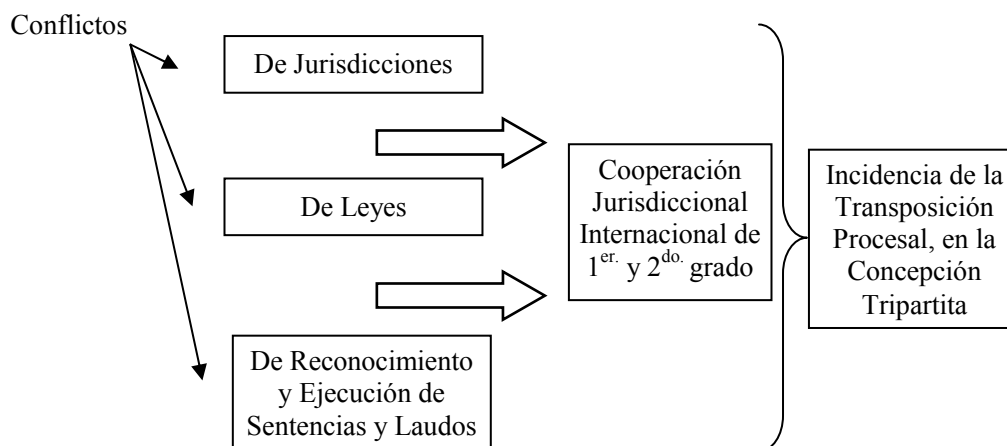 Conflictos
De Jurisdicciones
De Leyes
De Reconocimiento
y Ejecución de
Sentencias y Laudos
Cooperación
Jurisdiccional
Internacional de
1er. y 2do. grado
Incidencia de la
Transposición
Procesal, en la
Concepción
Tripartita